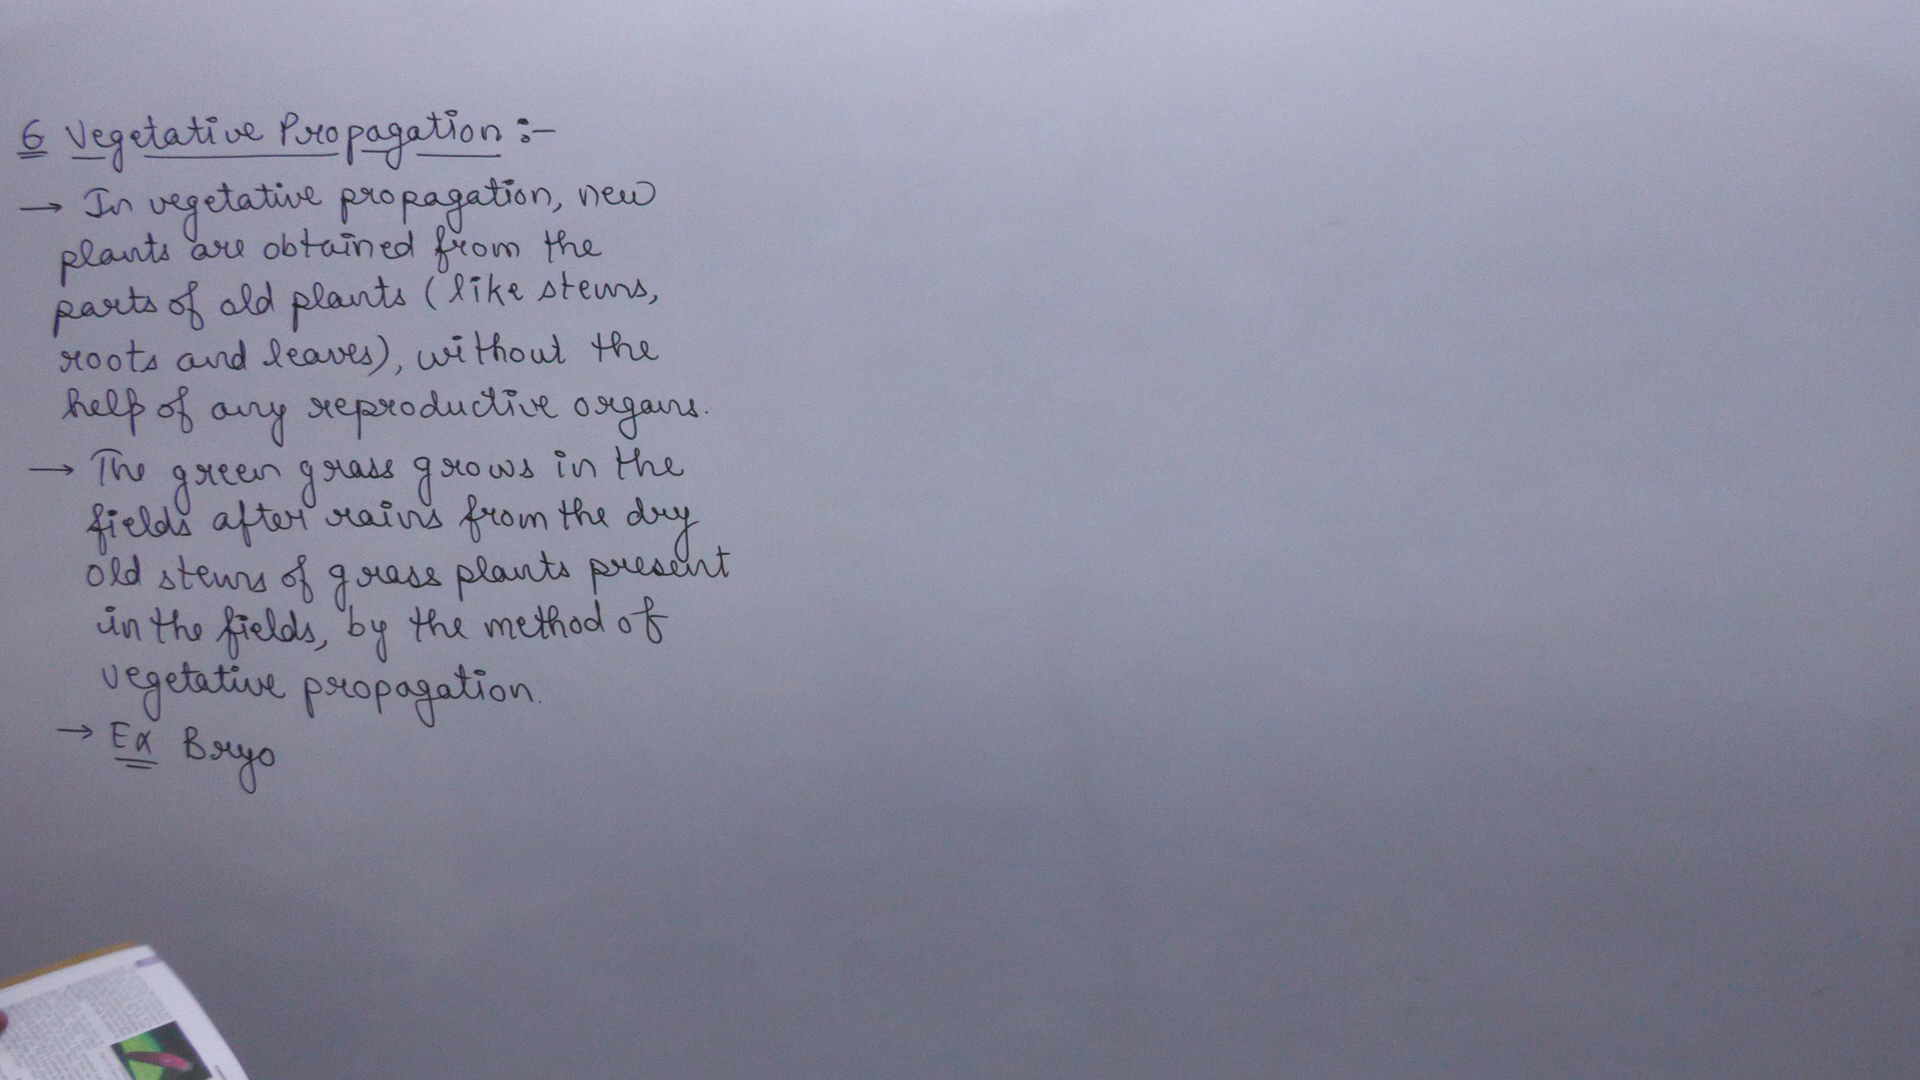 6 Vegetative Propagation :-
→ In vegetative propagation, new
plants are obtained from the
parts of old plants (like stems,
roots and leaves), without the
help of any reproductive organs.
→ The green grass grows in the
fields after rains from the dry
old stems of grass plants present
in the fields, by the method of
vegetative propagation.
→ Ex Bryo